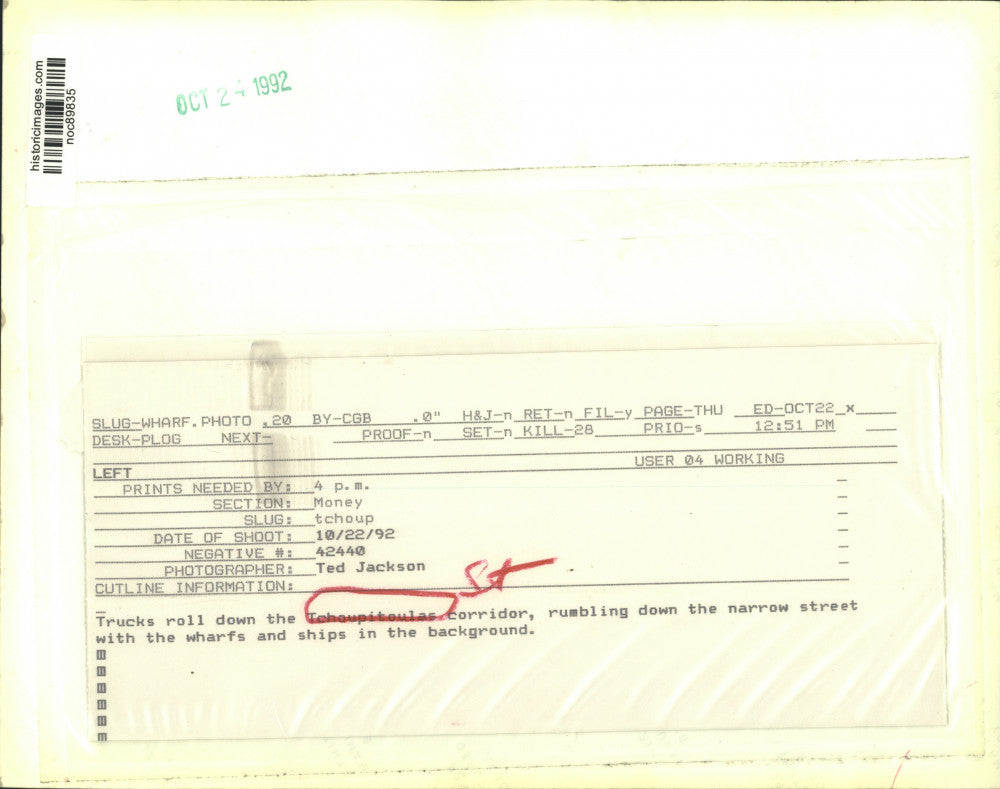 historicimages.com
noc89835
OCT 24 1992
SLUG-WHARF.PHOTO .20 BY-CGB .0" H&J-n RET-n FIL-y PAGE-THU ED-OCT22 x
DESK-PLOG NEXT- PROOF-n SET-n KILL-28 PRIO-s 12:51 PM
USER 04 WORKING
LEFT
PRINTS NEEDED BY: 4 p.m.
SECTION: Money
SLUG: tchoup
DATE OF SHOOT: 10/22/92
NEGATIVE #: 42440
PHOTOGRAPHER: Ted Jackson
CUTLINE INFORMATION:
Trucks roll down the Tchoupitoulas corridor, rumbling down the narrow street
with the wharfs and ships in the background.